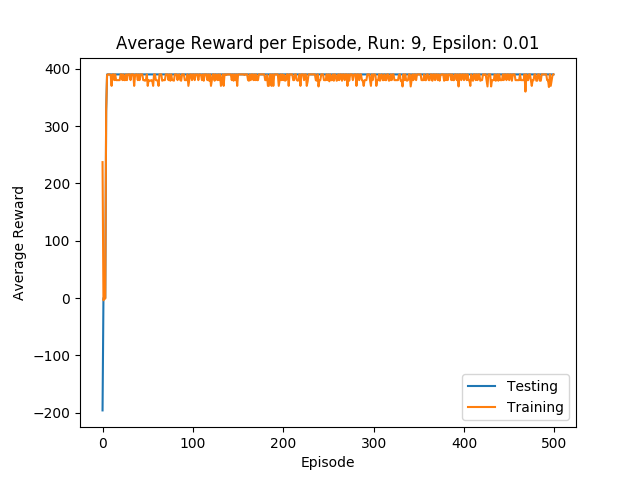 Average Reward per Episode, Run: 9, Epsilon: 0.01
400
300
200
100
0
−100
−200
Average Reward
0
100
200
300
400
500
Episode
Testing
Training